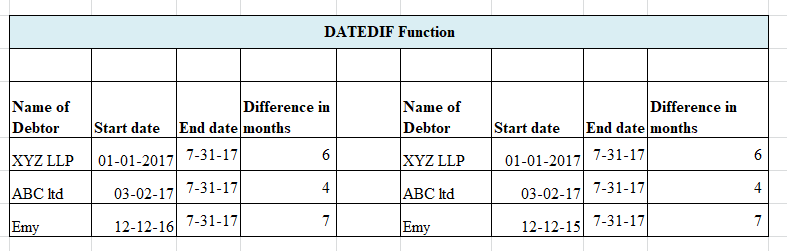 DATEDIF Function
Name of Debtor Start date End date Difference in months Name of Debtor Start date End date Difference in months
XYZ LLP 01-01-2017 7-31-17 6 XYZ LLP 01-01-2017 7-31-17 6
ABC ltd 03-02-17 7-31-17 4 ABC ltd 03-02-17 7-31-17 4
Emy 12-12-16 7-31-17 7 Emy 12-12-15 7-31-17 7